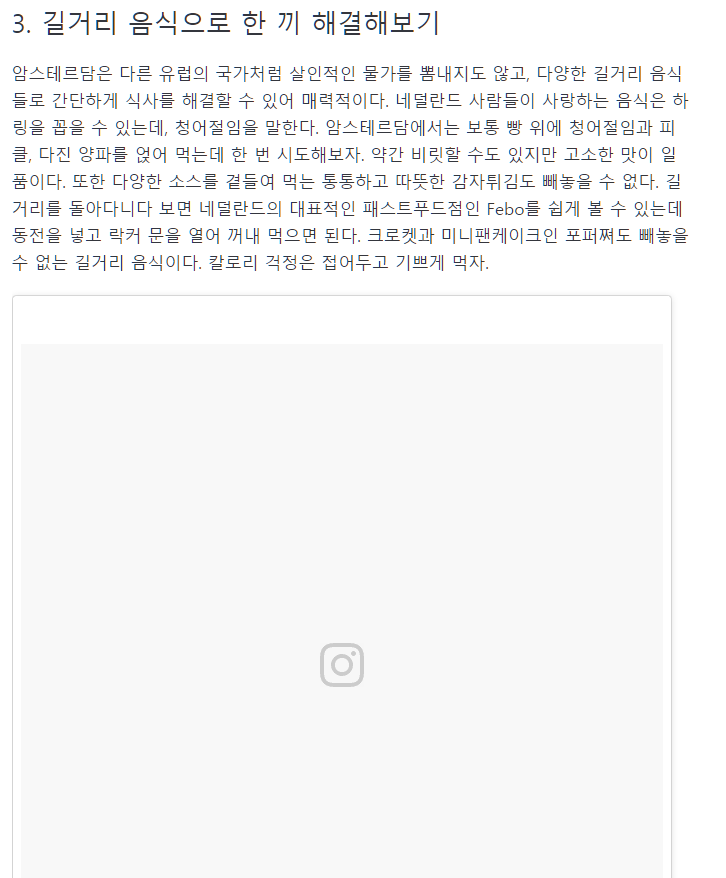 3. 길거리 음식으로 한 끼 해결해보기
암스테르담은 다른 유럽의 국가처럼 살인적인 물가를 뽐내지도 않고, 다양한 길거리 음식
들로 간단하게 식사를 해결할 수 있어 매력적이다. 네덜란드 사람들이 사랑하는 음식은 하
링을 꼽을 수 있는데, 청어절임을 말한다. 암스테르담에서는 보통 빵 위에 청어절임과 피
클, 다진 양파를 얹어 먹는데 한 번 시도해보자. 약간 비릿할 수도 있지만 고소한 맛이 일
품이다. 또한 다양한 소스를 곁들여 먹는 통통하고 따뜻한 감자튀김도 빼놓을 수 없다. 길
거리를 돌아다니다 보면 네덜란드의 대표적인 패스트푸드점인 Febo를 쉽게 볼 수 있는데
동전을 넣고 락커 문을 열어 꺼내 먹으면 된다. 크로켓과 미니팬케이크인 포퍼쪄도 빼놓을
수 없는 길거리 음식이다. 칼로리 걱정은 접어두고 기쁘게 먹자.